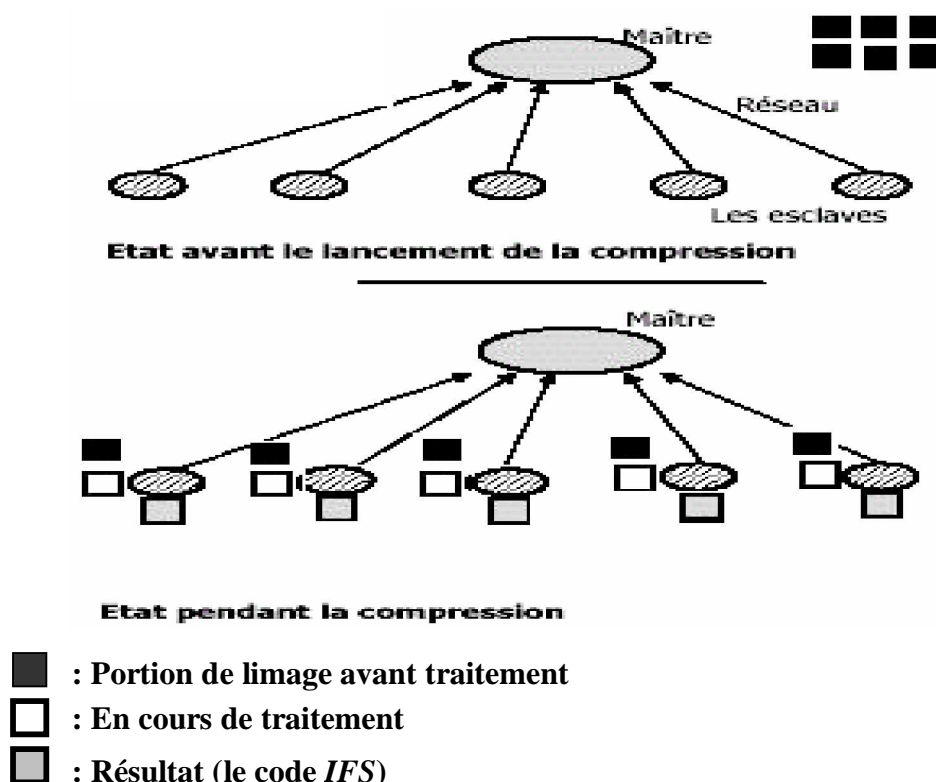 Maître
Réseau
Les esclaves
Etat avant le lancement de la compression
Maître
Etat pendant la compression
: Portion de limage avant traitement
: En cours de traitement
: Résultat (le code IFS)